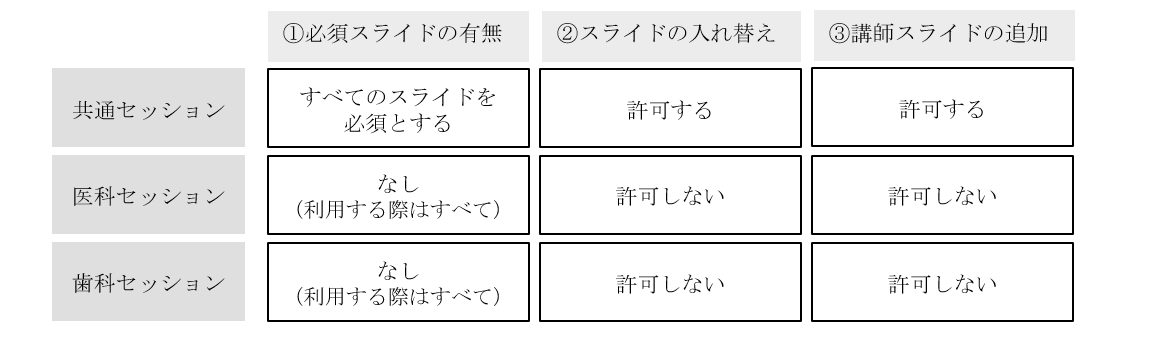 ①必須スライドの有無
②スライドの入れ替え
③講師スライドの追加
共通セッション
すべてのスライドを
必須とする
許可する
許可する
医科セッション
なし
（利用する際はすべて）
許可しない
許可しない
歯科セッション
なし
（利用する際はすべて）
許可しない
許可しない